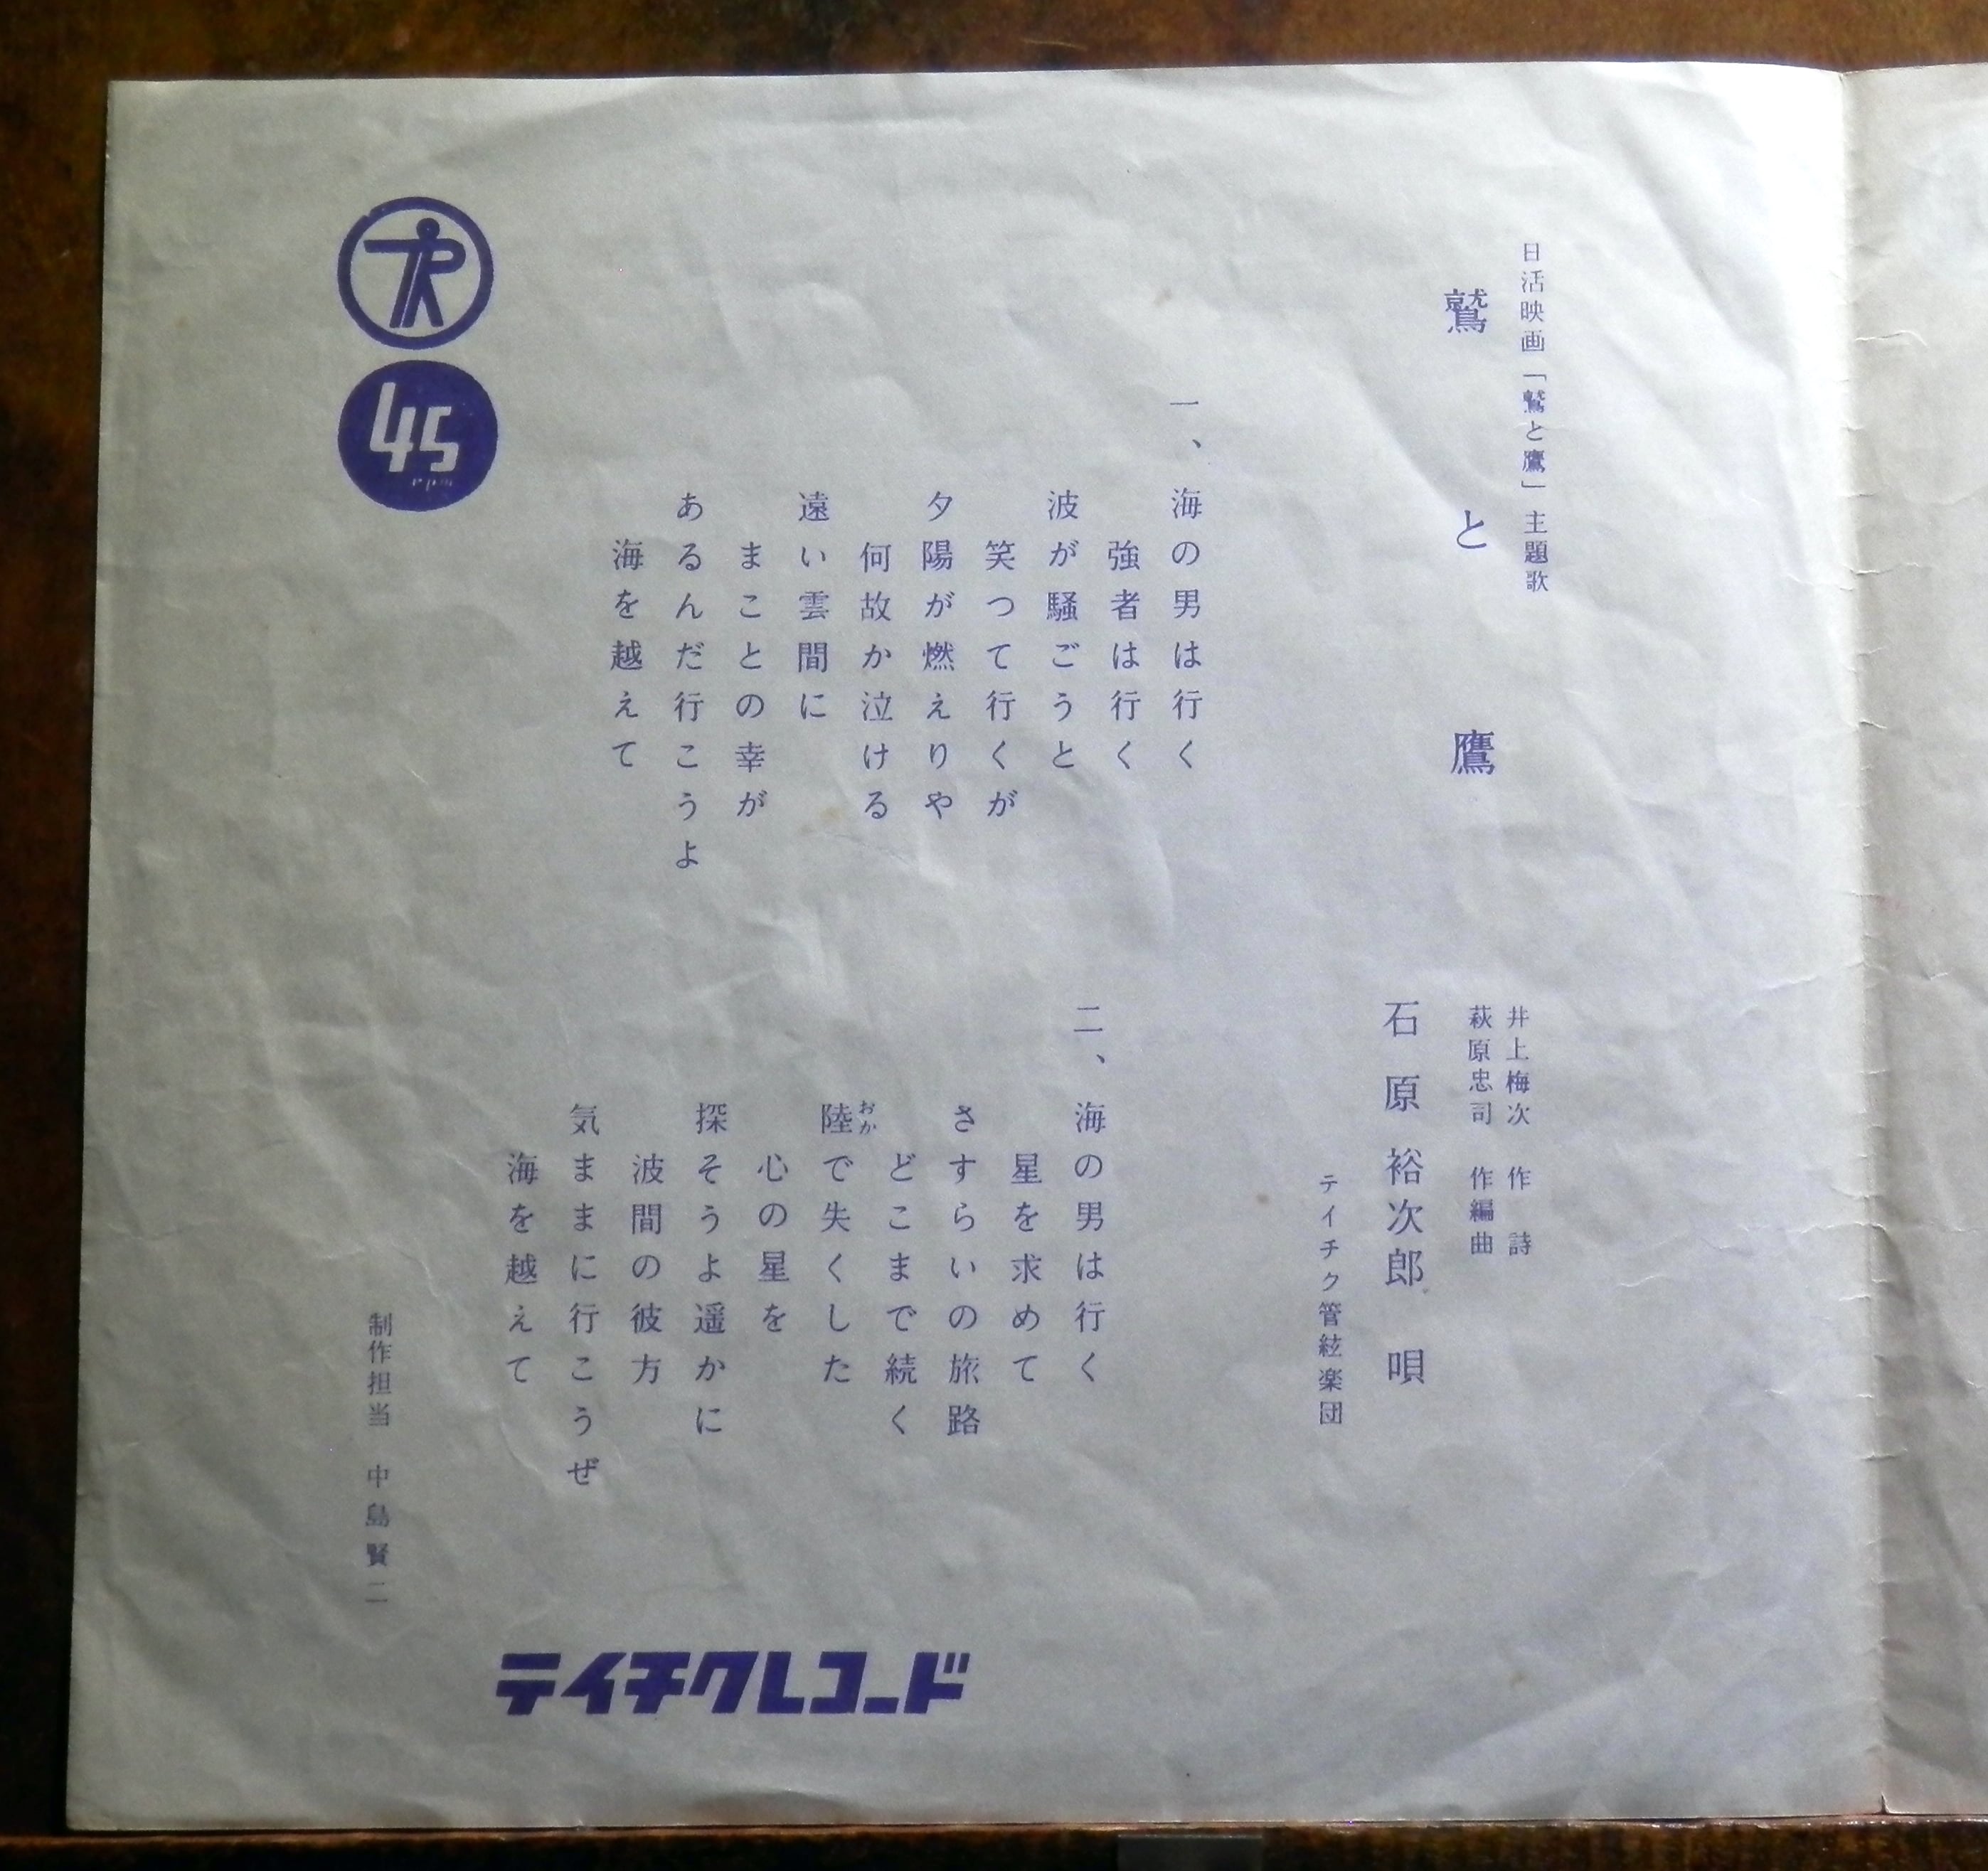 日活映画「鷲と鷹」主題歌
鷲と鷹
井上梅次 作詩
萩原忠司 作編曲
石原裕次郎 唄
テイチク管絃楽団
一、
海の男は行く
強者は行く
波が騒ごうと
笑つて行くが
夕陽が燃えりや
何故か泣ける
遠い雲間に
まことの幸が
あるんだ行こうよ
海を越えて
二、
海の男は行く
星を求めて
さすらいの旅路
どこまで続く
陸おかで失くした
心の星を
探そうよ遥かに
波間の彼方
気ままに行こうぜ
海を越えて
制作担当 中島賢二
TR
45
rpm
テイチクレコード